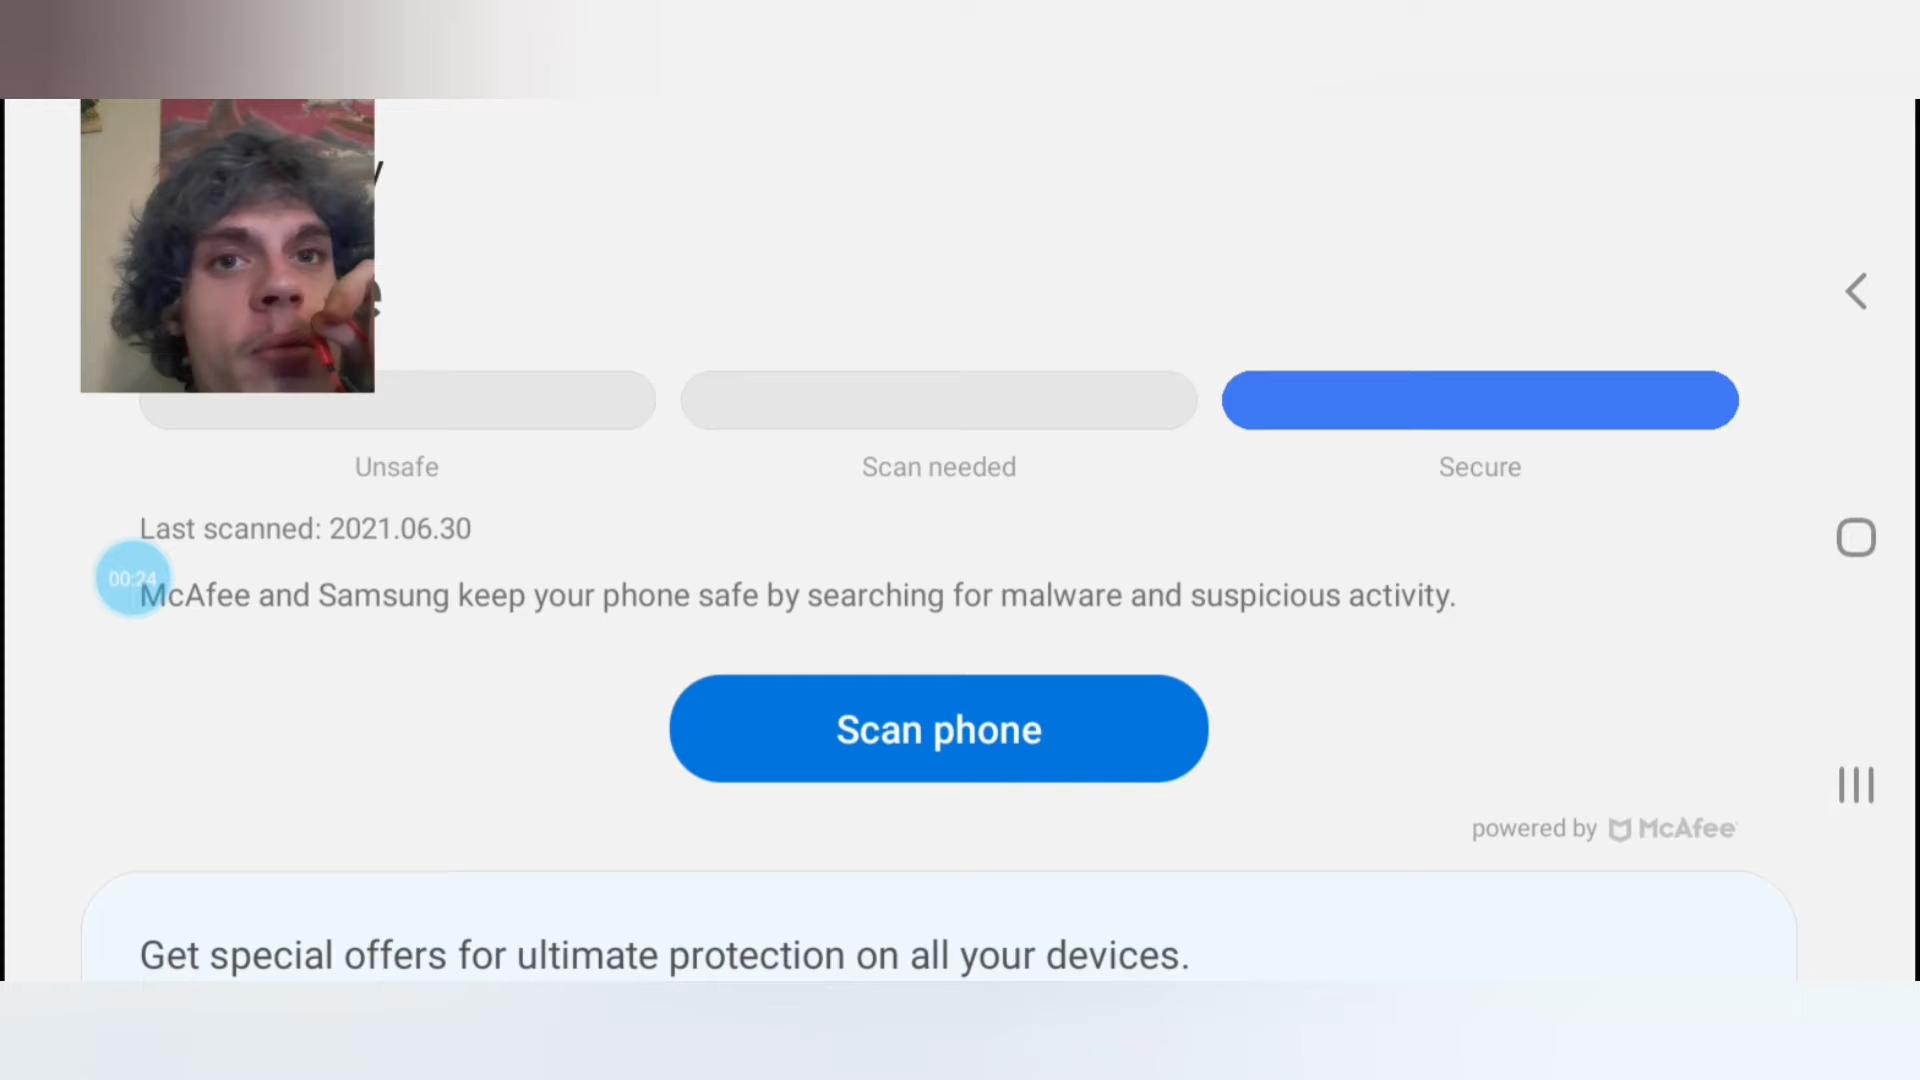 Unsafe
Scan needed
Secure
Last scanned: 2021.06.30
00:24
McAfee and Samsung keep your phone safe by searching for malware and suspicious activity.
Scan phone
powered by McAfee
Get special offers for ultimate protection on all your devices.